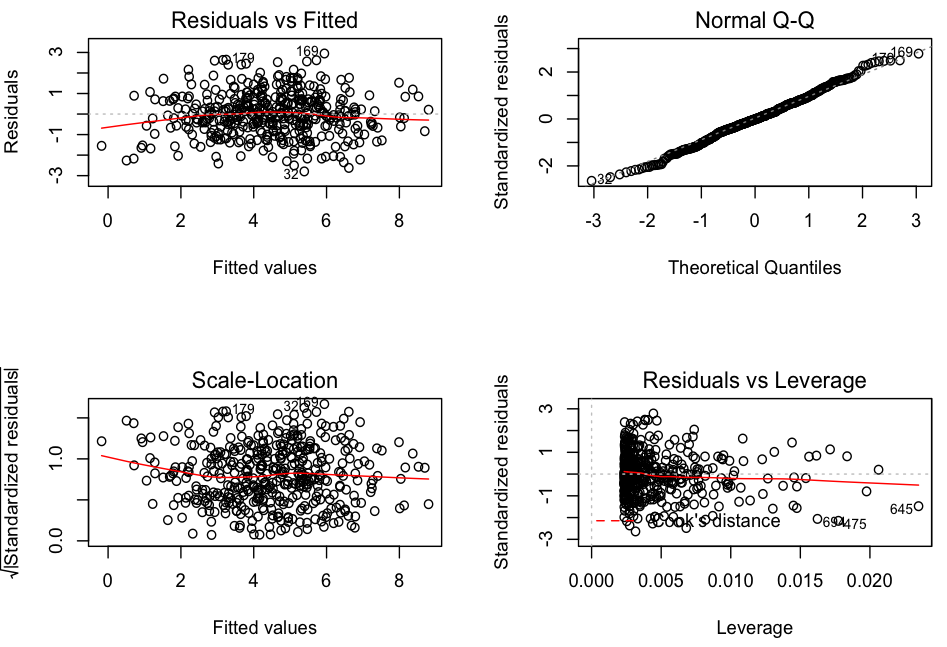 Residuals vs Fitted
Residuals
3
1
-1
-3
179
169
32
0 2 4 6 8
Fitted values
Normal Q-Q
Standardized residuals
2
0
-2
179
169
32
-3 -2 -1 0 1 2 3
Theoretical Quantiles
Scale-Location
√|Standardized residuals|
1.0
0.0
179
32
169
0 2 4 6 8
Fitted values
Residuals vs Leverage
Standardized residuals
3
1
-1
-3
Cook's distance
645
694
475
0.000 0.005 0.010 0.015 0.020
Leverage